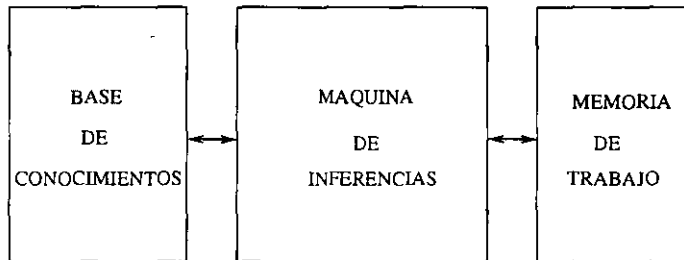 BASE
DE
CONOCIMIENTOS
MAQUINA
DE
INFERENCIAS
MEMORIA
DE
TRABAJO